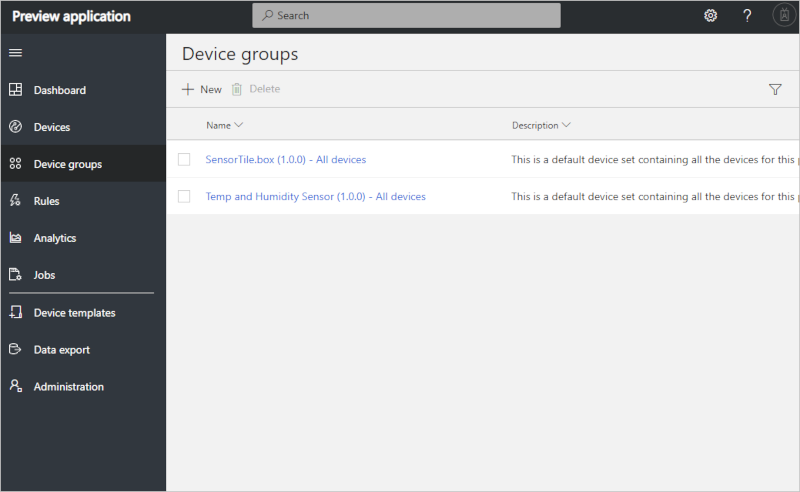 Preview application
Search
?
Device groups
New Delete
Dashboard
Devices
Device groups
Rules
Analytics
Jobs
Device templates
Data export
Administration
Name Description
SensorTile.box (1.0.0) - All devices This is a default device set containing all the devices for this
Temp and Humidity Sensor (1.0.0) - All devices This is a default device set containing all the devices for this